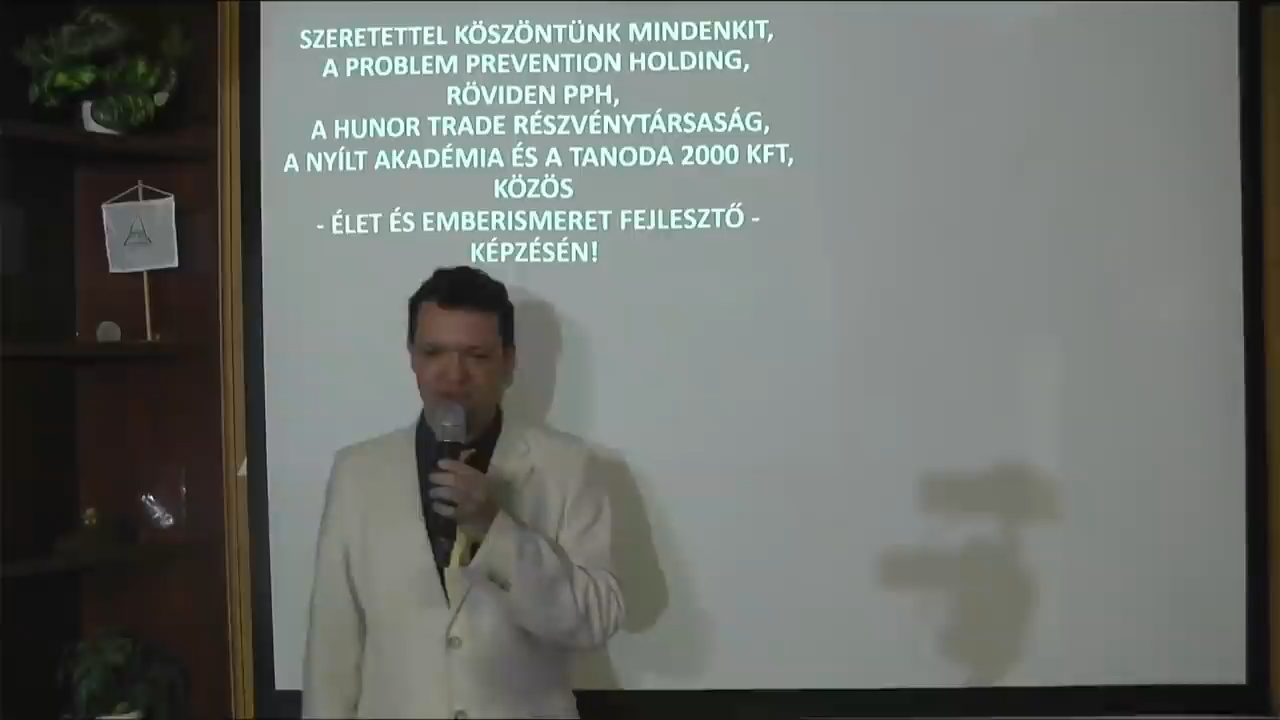 SZERETETTEL KÖSZÖNTÜNK MINDENKIT,
A PROBLEM PREVENTION HOLDING,
RÖVIDEN PPH,
A HUNOR TRADE RÉSZVÉNYTÁRSASÁG,
A NYÍLT AKADÉMIA ÉS A TANODA 2000 KFT,
KÖZÖS
- ÉLET ÉS EMBERISMERET FEJLESZTŐ -
KÉPZÉSÉN!